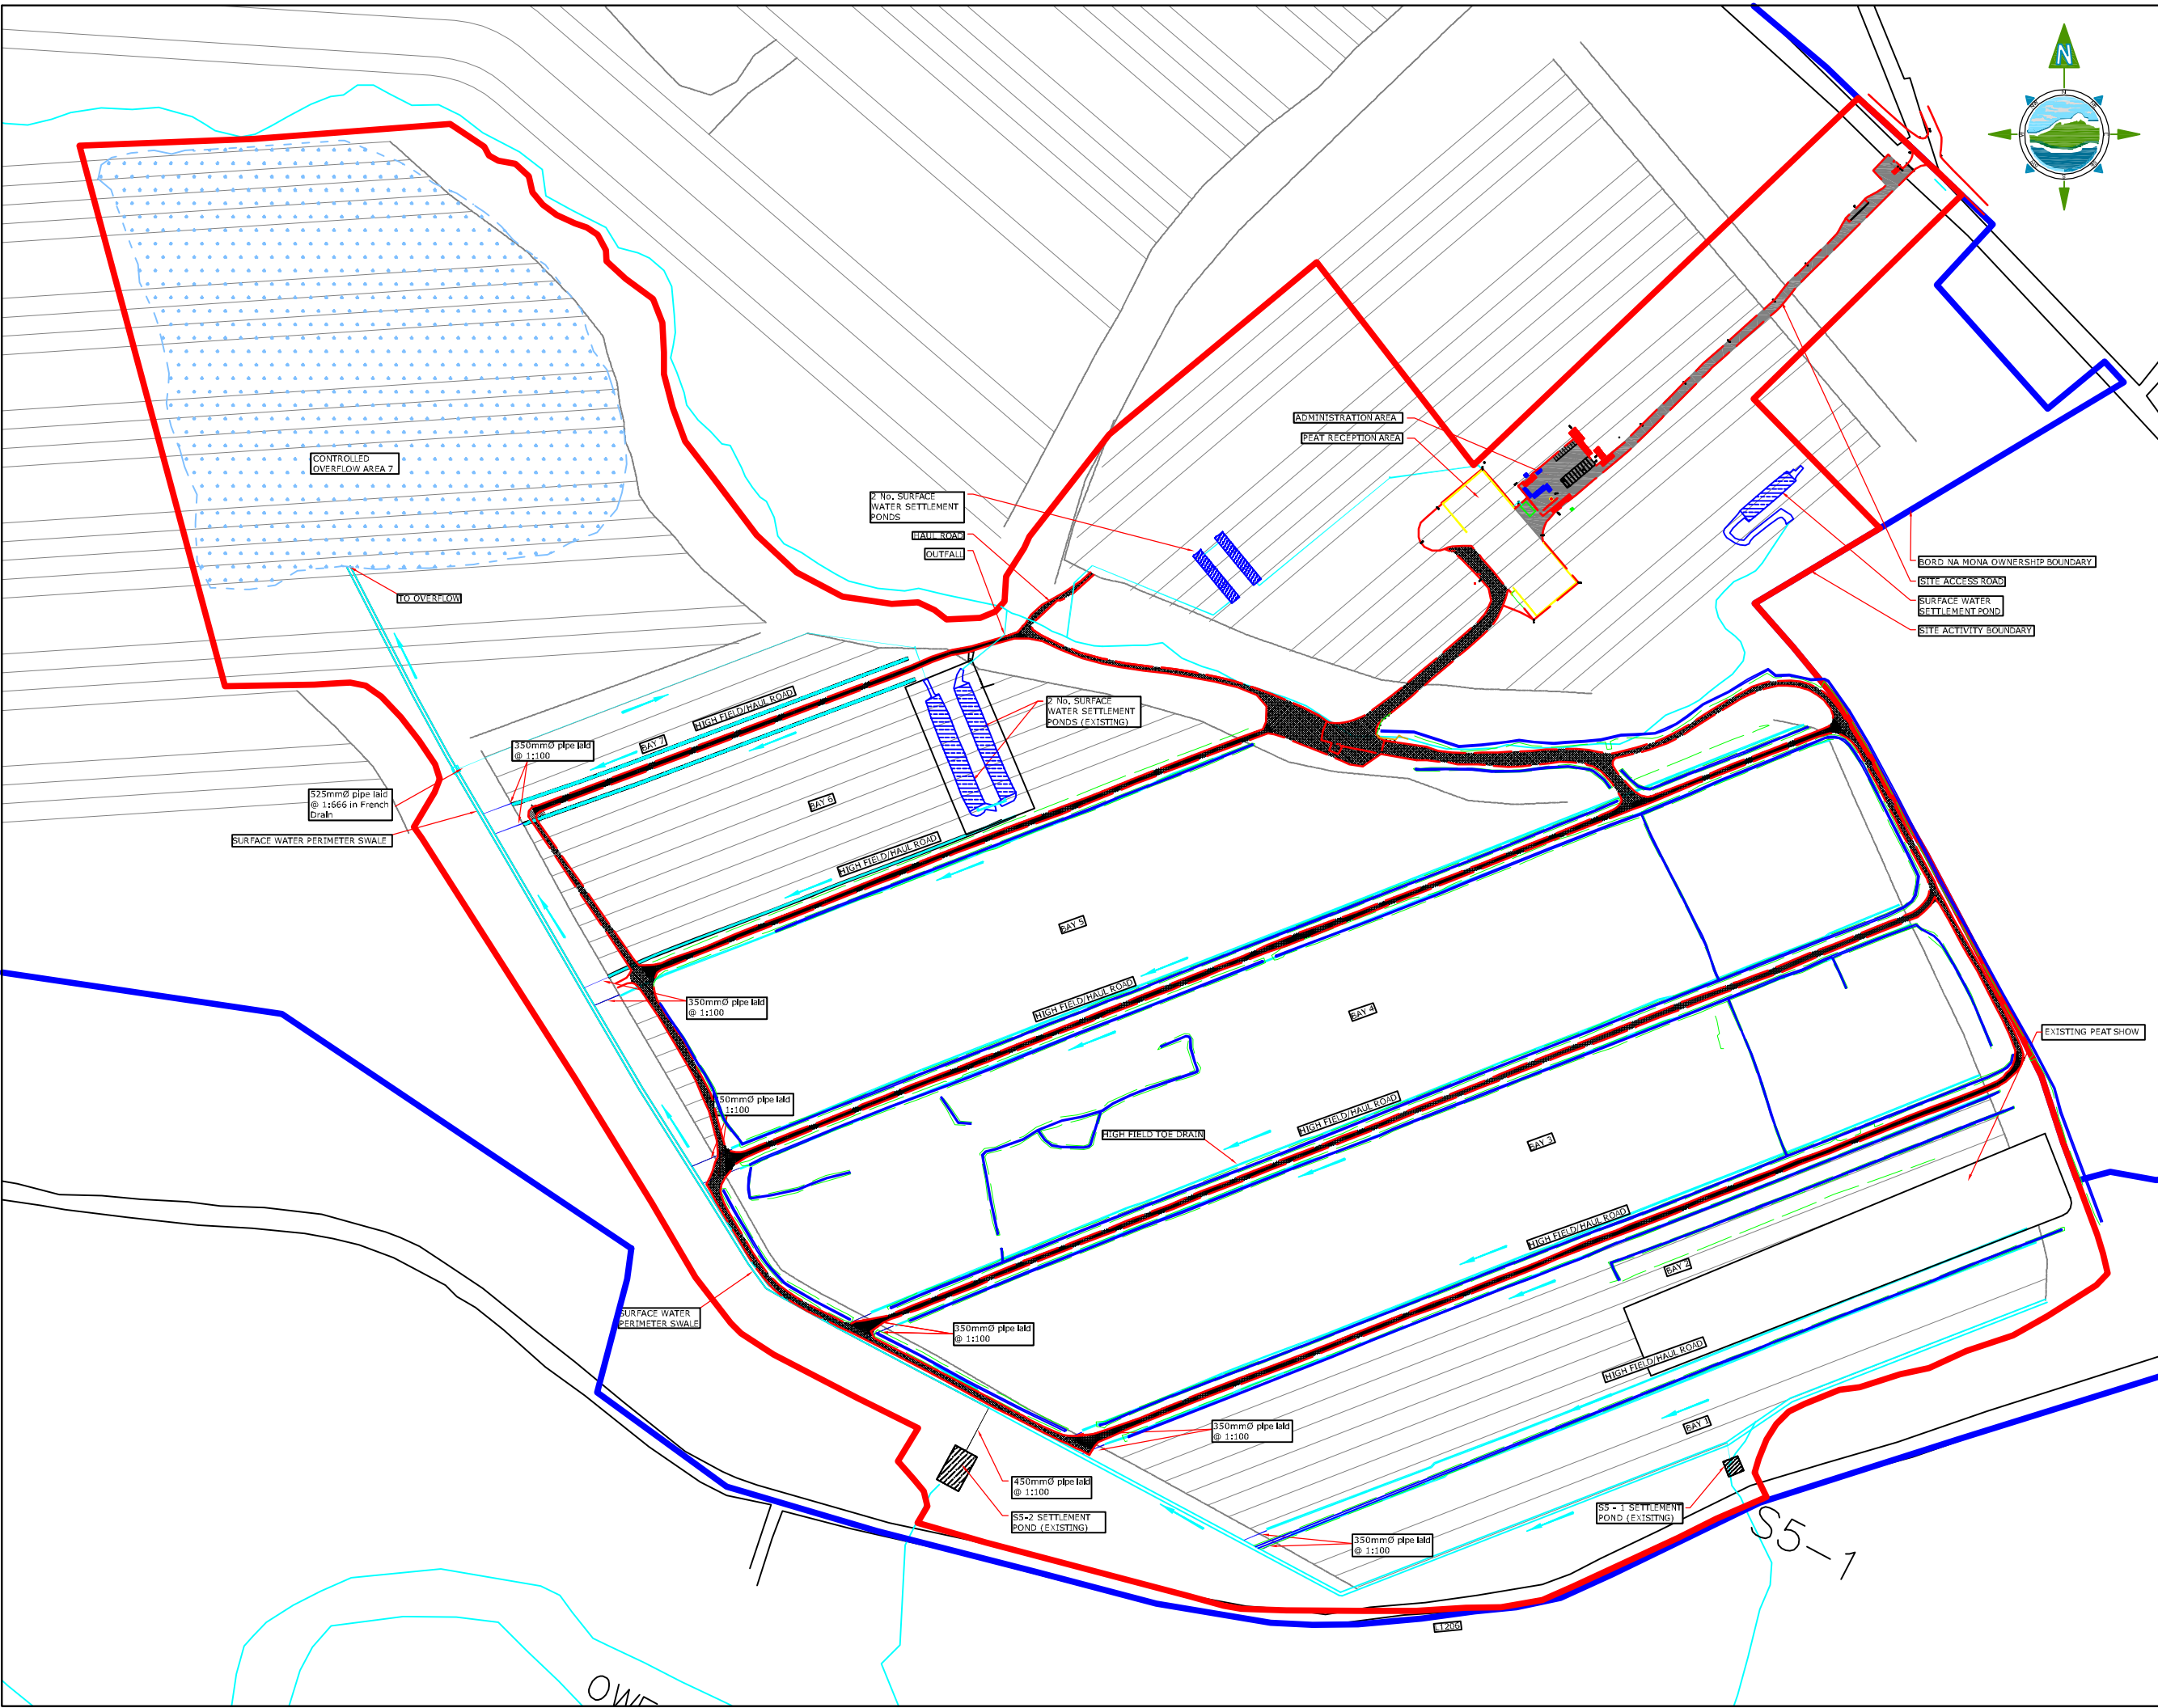 N
ADMINISTRATION AREA
PEAT RECEPTION AREA
CONTROLLED
OVERFLOW AREA 7
2 No. SURFACE
WATER SETTLEMENT
PONDS
HAUL ROAD
OUTFALL
BORD NA MONA OWNERSHIP BOUNDARY
SITE ACCESS ROAD
SURFACE WATER
SETTLEMENT POND
SITE ACTIVITY BOUNDARY
TO OVERFLOW
HIGH FIELD/HAUL ROAD
BAY 7
2 No. SURFACE
WATER SETTLEMENT
PONDS (EXISTING)
350mmØ pipe laid
@ 1:100
525mmØ pipe laid
@ 1:666 in French
Drain
BAY 6
SURFACE WATER PERIMETER SWALE
HIGH FIELD/HAUL ROAD
BAY 5
350mmØ pipe laid
@ 1:100
HIGH FIELD/HAUL ROAD
BAY 4
EXISTING PEAT SHOW
50mmØ pipe laid
1:100
HIGH FIELD/HAUL ROAD
HIGH FIELD TOE DRAIN
BAY 3
HIGH FIELD/HAUL ROAD
BAY 2
SURFACE WATER
PERIMETER SWALE
350mmØ pipe laid
@ 1:100
HIGH FIELD/HAUL ROAD
BAY 1
350mmØ pipe laid
@ 1:100
450mmØ pipe laid
@ 1:100
S5-2 SETTLEMENT
POND (EXISTING)
S5 - 1 SETTLEMENT
POND (EXISITNG)
350mmØ pipe laid
@ 1:100
S5-1
L1206
OWE